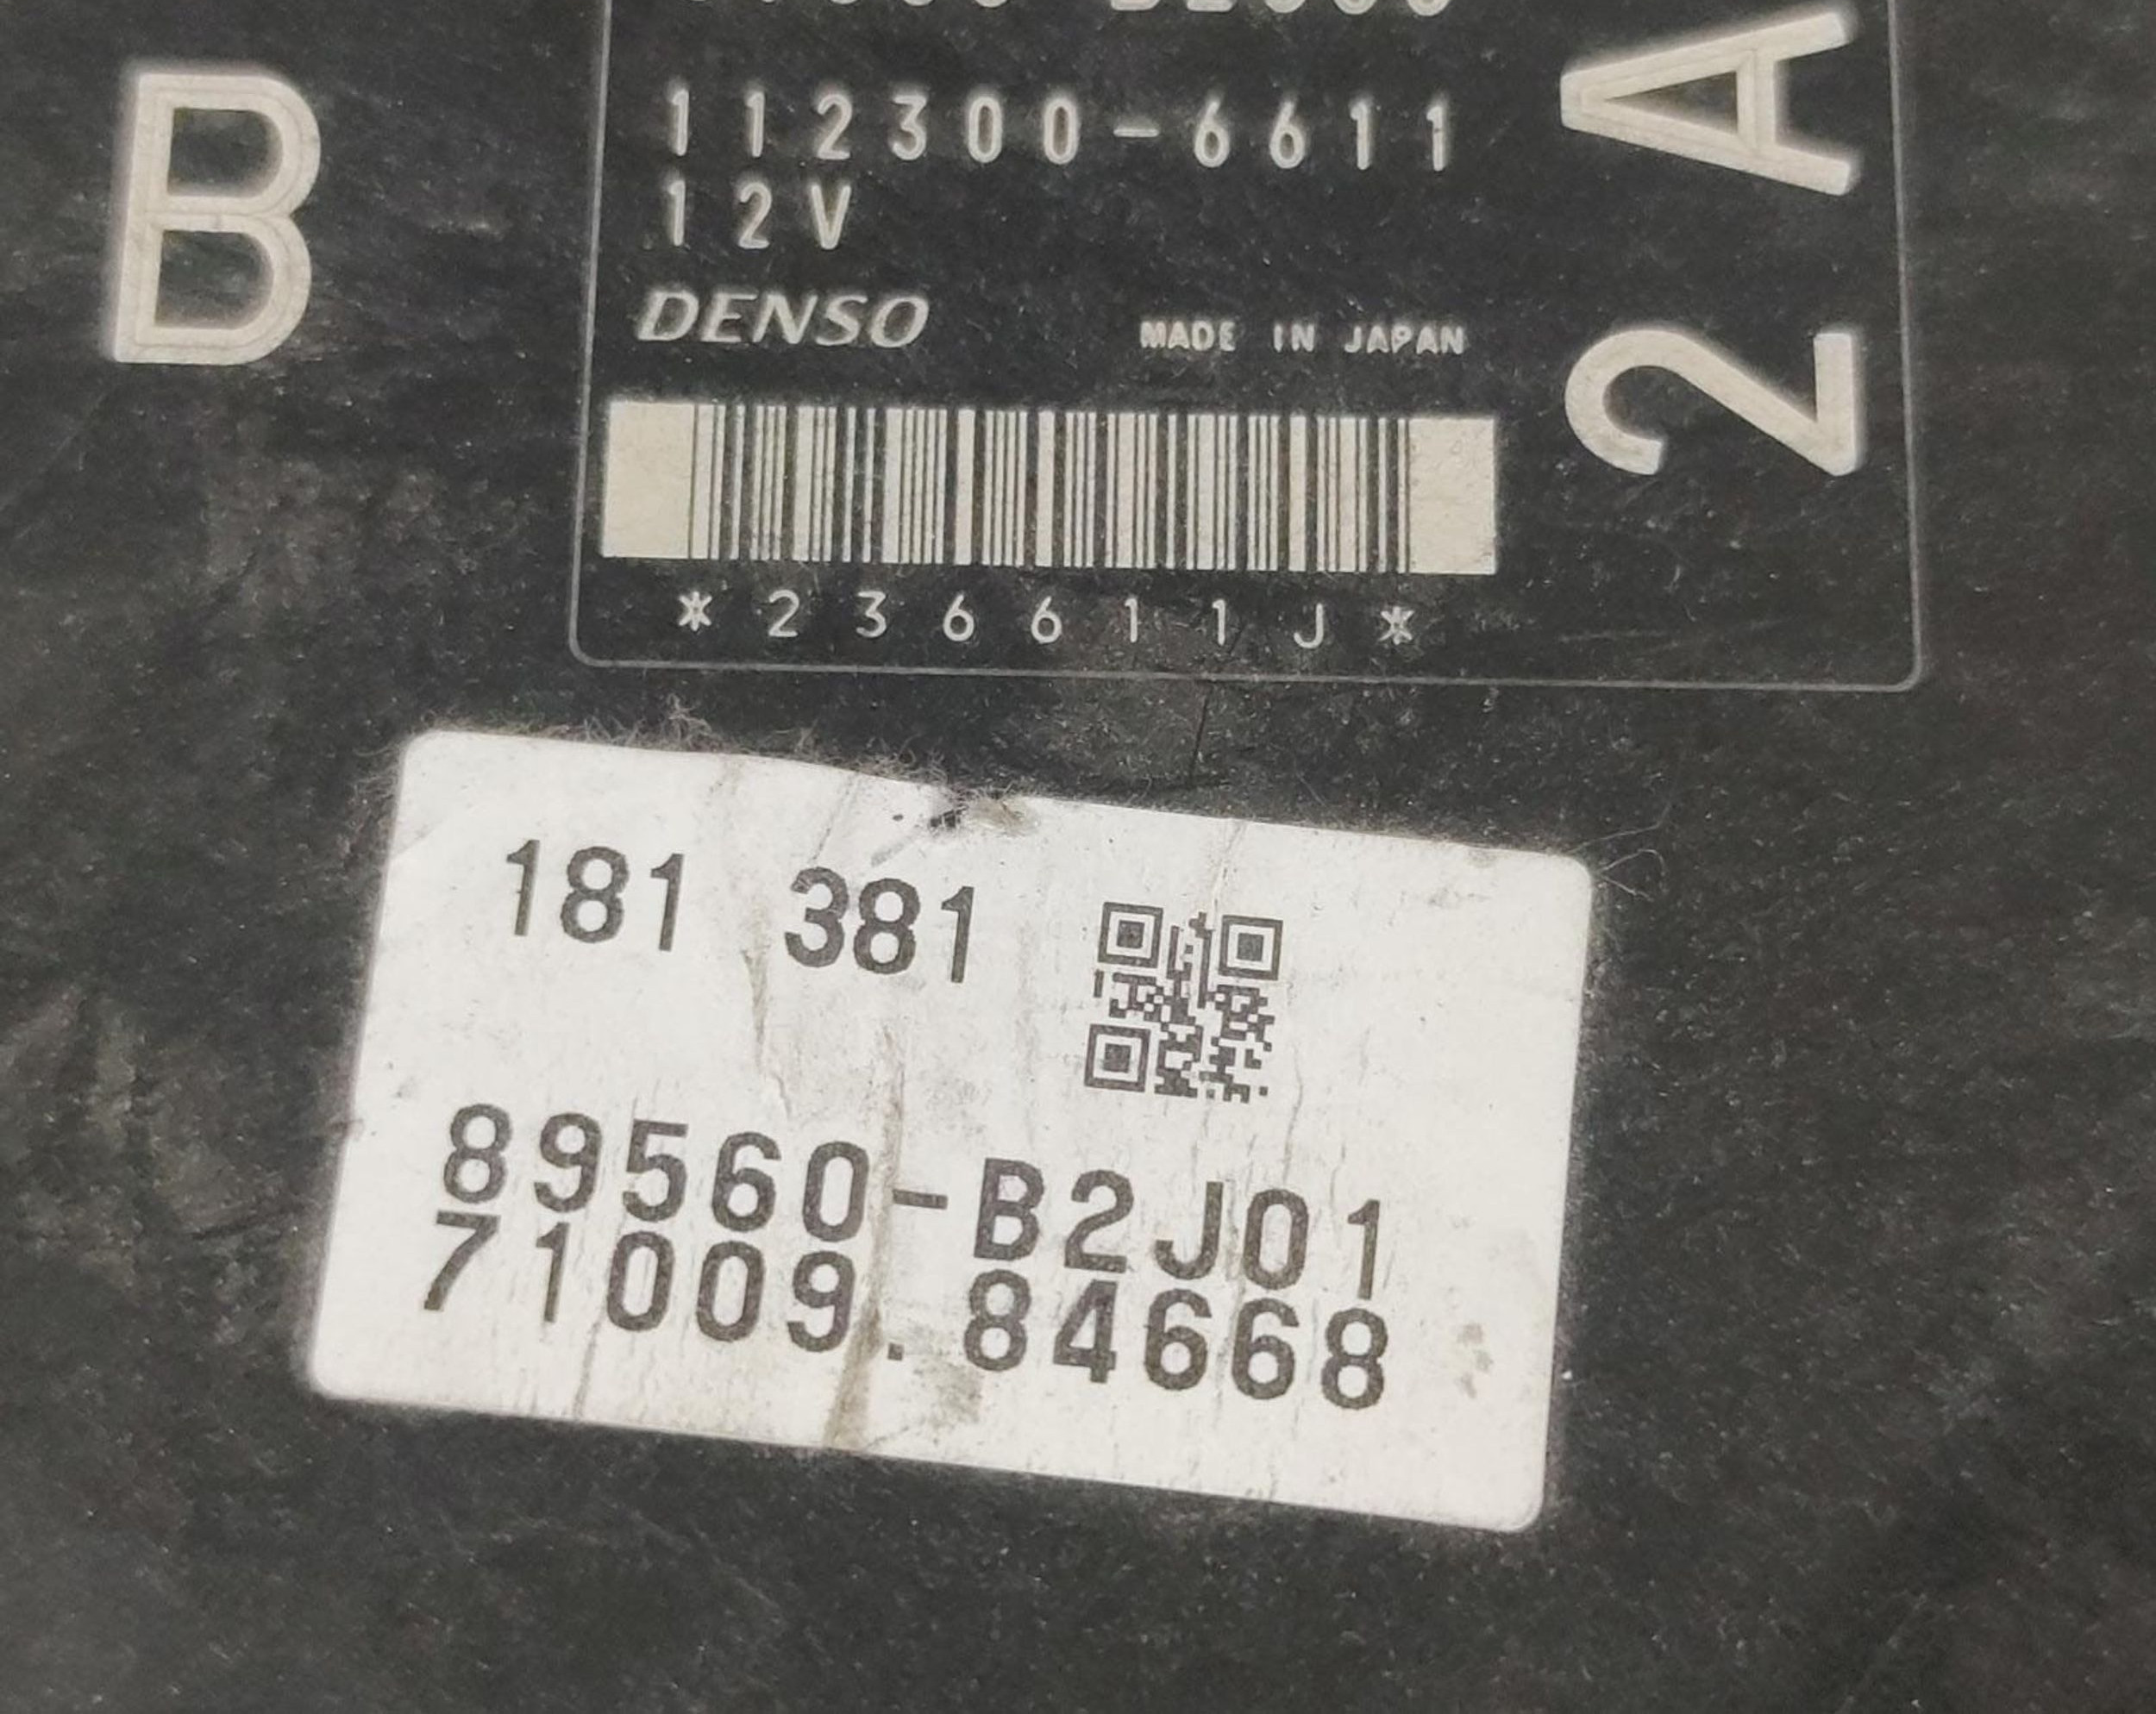 B
112300-6611
12V
DENSO MADE IN JAPAN
*236611J*
2A
181 381
89560-B2J01
71009.84668